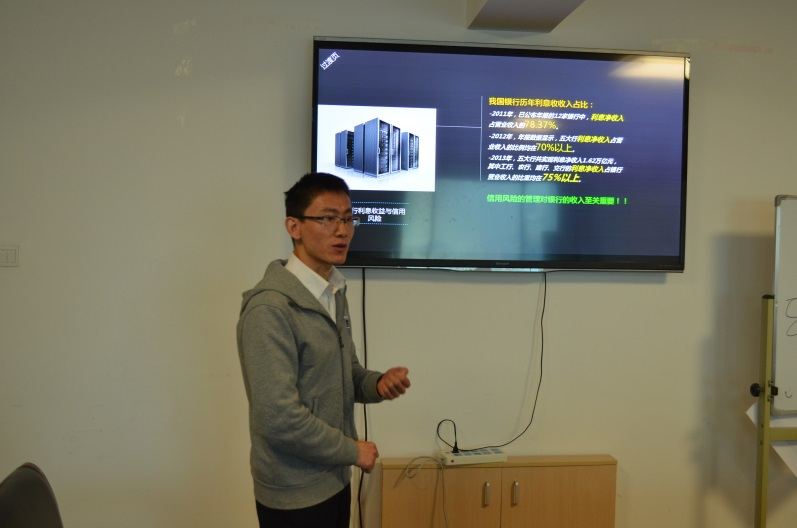 过渡页
我国银行历年利息收收入占比：
-2011年，已公布年报的12家银行中，利息净收入
占营业收入的78.37%。
-2012年，年报数据显示，五大行利息净收入占营
业收入的比例均在70%以上。
-2013年，五大行共实现利息净收入1.62万亿元，
其中工行、农行、建行、交行的利息净收入占银行
营业收入的比重均在75%以上。
信用风险的管理对银行的收入至关重要！！
行利息收益与信用
风险